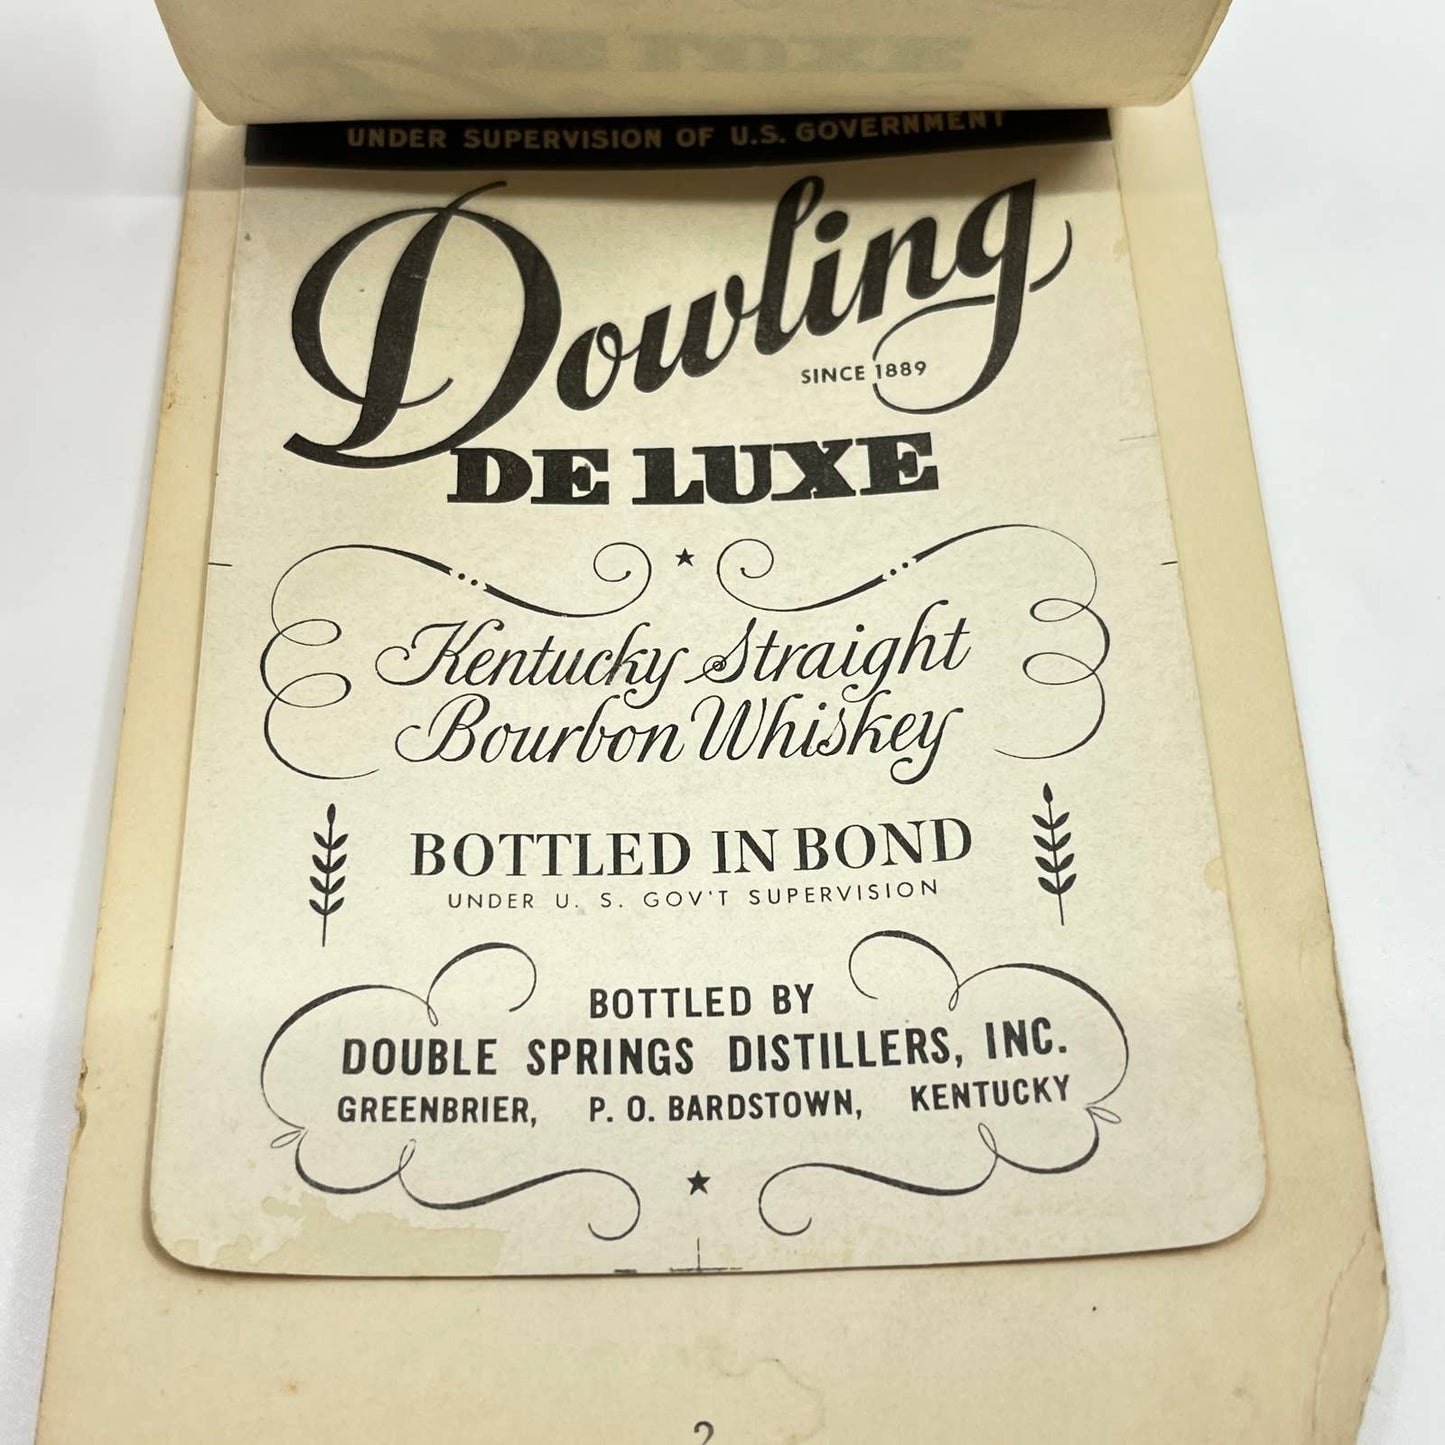 UNDER SUPERVISION OF U.S. GOVERNMENT
Dowling
SINCE 1889
DE LUXE
Kentucky Straight
Bourbon Whiskey
BOTTLED IN BOND
UNDER U. S. GOV'T SUPERVISION
BOTTLED BY
DOUBLE SPRINGS DISTILLERS, INC.
GREENBRIER, P. O. BARDSTOWN, KENTUCKY
2